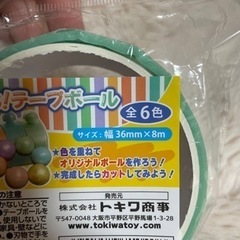 !テープボール
全6色
サイズ：幅36mm×8m
★色を重ねて
オリジナルボールを作ろう！
★完成したらカットしてみよう！
の注意
発売元
株式会社トキワ商事
〒547-0048 大阪市平野区平野馬場1-3-28
www.tokiwatoy.com